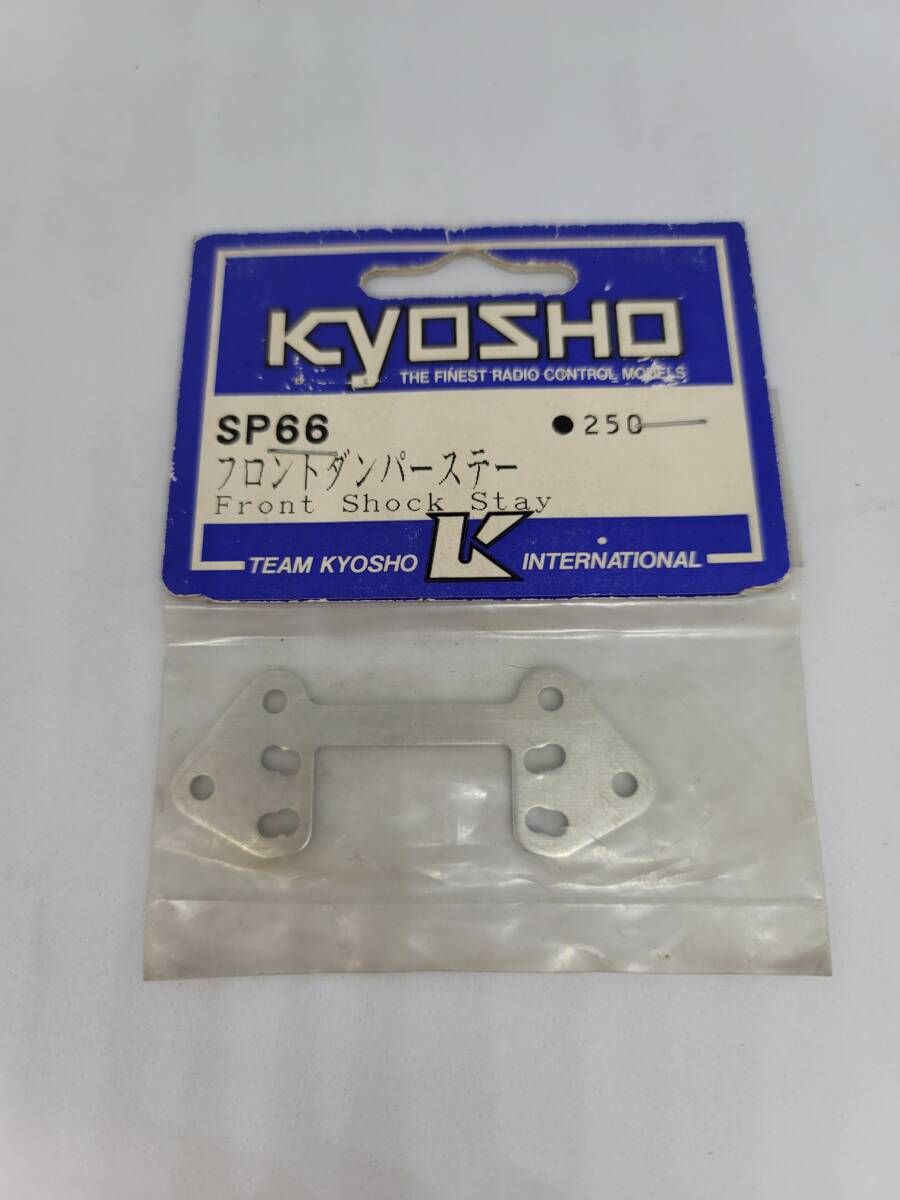 KYOSHO
THE FINEST RADIO CONTROL MODELS
SP66 ●250
フロントダンパーステー
Front Shock Stay
TEAM KYOSHO K INTERNATIONAL